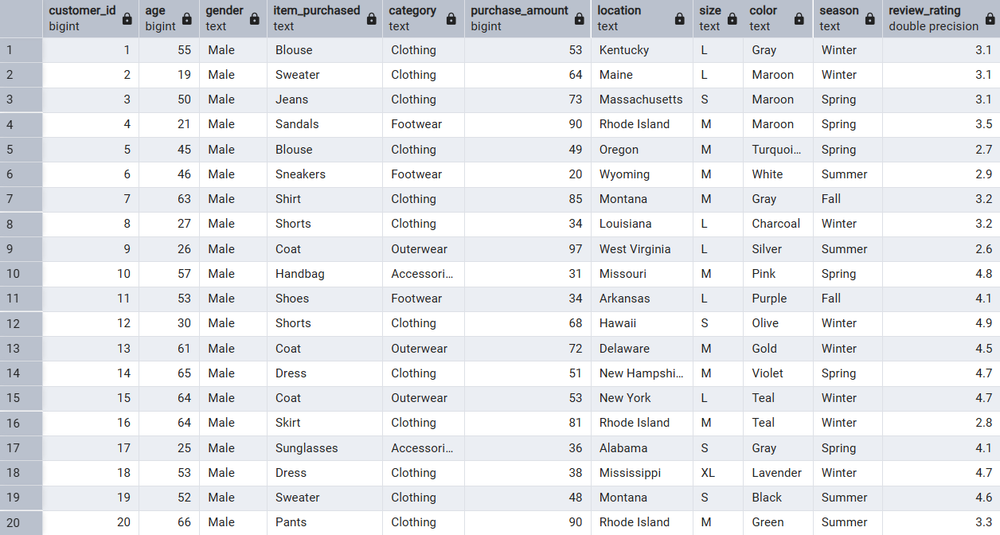 customer_id age gender item_purchased category purchase_amount location size color season review_rating
bigint bigint text text text bigint text text text text double precision
1 1 55 Male Blouse Clothing 53 Kentucky L Gray Winter 3.1
2 2 19 Male Sweater Clothing 64 Maine L Maroon Winter 3.1
3 3 50 Male Jeans Clothing 73 Massachusetts S Maroon Spring 3.1
4 4 21 Male Sandals Footwear 90 Rhode Island M Maroon Spring 3.5
5 5 45 Male Blouse Clothing 49 Oregon M Turquoi... Spring 2.7
6 6 46 Male Sneakers Footwear 20 Wyoming M White Summer 2.9
7 7 63 Male Shirt Clothing 85 Montana M Gray Fall 3.2
8 8 27 Male Shorts Clothing 34 Louisiana L Charcoal Winter 3.2
9 9 26 Male Coat Outerwear 97 West Virginia L Silver Summer 2.6
10 10 57 Male Handbag Accessori... 31 Missouri M Pink Spring 4.8
11 11 53 Male Shoes Footwear 34 Arkansas L Purple Fall 4.1
12 12 30 Male Shorts Clothing 68 Hawaii S Olive Winter 4.9
13 13 61 Male Coat Outerwear 72 Delaware M Gold Winter 4.5
14 14 65 Male Dress Clothing 51 New Hampshi... M Violet Spring 4.7
15 15 64 Male Coat Outerwear 53 New York L Teal Winter 4.7
16 16 64 Male Skirt Clothing 81 Rhode Island M Teal Winter 2.8
17 17 25 Male Sunglasses Accessori... 36 Alabama S Gray Spring 4.1
18 18 53 Male Dress Clothing 38 Mississippi XL Lavender Winter 4.7
19 19 52 Male Sweater Clothing 48 Montana S Black Summer 4.6
20 20 66 Male Pants Clothing 90 Rhode Island M Green Summer 3.3